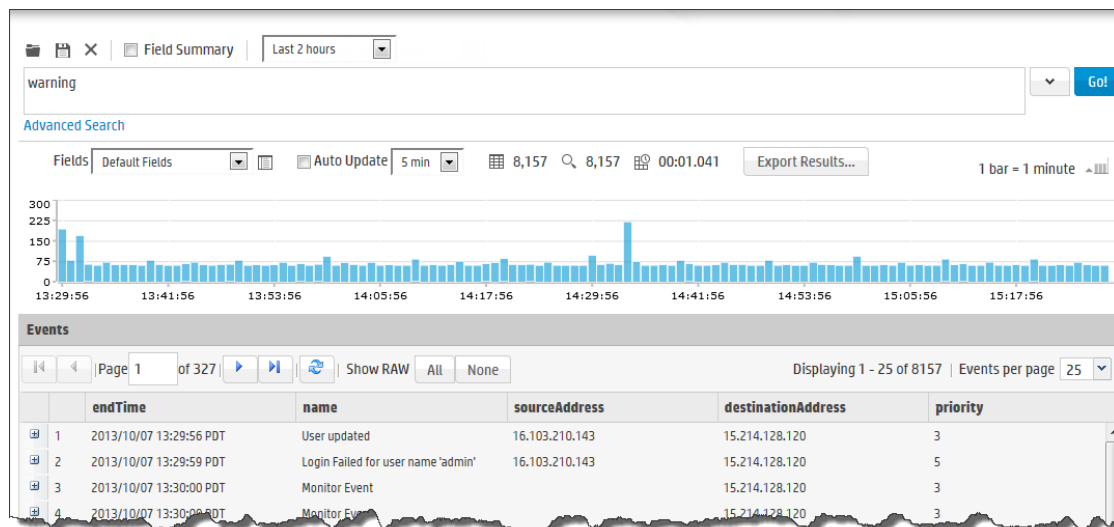 Field Summary Last 2 hours
warning
Go!
Advanced Search
Fields Default Fields Auto Update 5 min 8,157 8,157 00:01.041 Export Results... 1 bar = 1 minute
300
225
150
75
0
13:29:56 13:41:56 13:53:56 14:05:56 14:17:56 14:29:56 14:41:56 14:53:56 15:05:56 15:17:56
Events
Page 1 of 327 Show RAW All None Displaying 1 - 25 of 8157 Events per page 25
endTime name sourceAddress destinationAddress priority
1 2013/10/07 13:29:56 PDT User updated 16.103.210.143 15.214.128.120 3
2 2013/10/07 13:29:59 PDT Login Failed for user name 'admin' 16.103.210.143 15.214.128.120 5
3 2013/10/07 13:30:00 PDT Monitor Event 15.214.128.120 3
4 2013/10/07 PDT Monitor 15.214.128.120 3